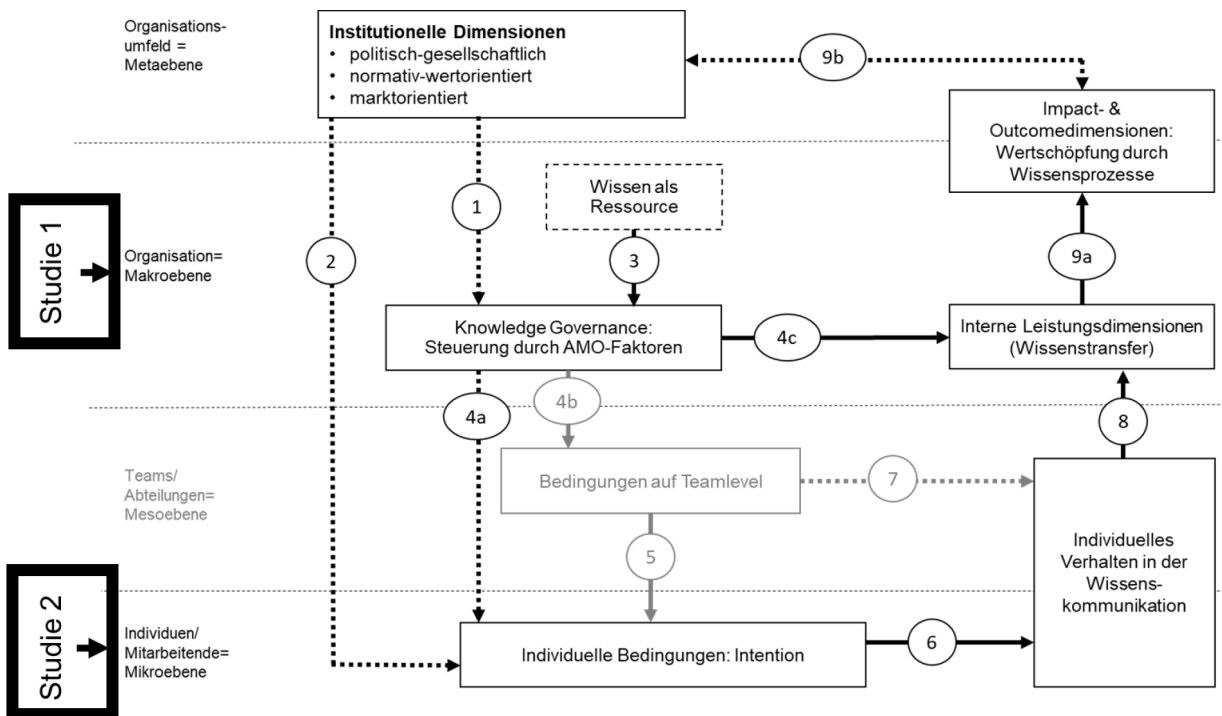 Organisations-
umfeld =
Metaebene
Institutionelle Dimensionen
• politisch-gesellschaftlich
• normativ-wertorientiert
• marktorientiert
9b
Impact- &
Outcomedimensionen:
Wertschöpfung durch
Wissensprozesse
Wissen als
Ressource
1
2
3
9a
Studie 1
Organisation=
Makroebene
Knowledge Governance:
Steuerung durch AMO-Faktoren
4c
Interne Leistungsdimensionen
(Wissenstransfer)
4a
4b
8
Teams/
Abteilungen=
Mesoebene
Bedingungen auf Teamlevel
7
5
Individuelles
Verhalten in der
Wissens-
kommunikation
Studie 2
Individuen/
Mitarbeitende=
Mikroebene
Individuelle Bedingungen: Intention
6